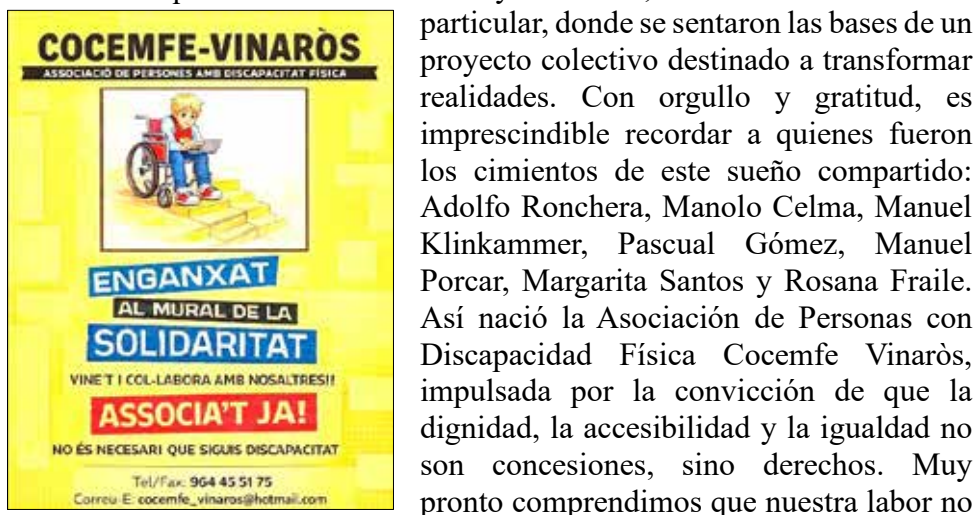 COCEMFE-VINARÒS
ASSOCIACIÓ DE PERSONES AMB DISCAPACITAT FÍSICA
ENGANXAT
AL MURAL DE LA
SOLIDARITAT
VINE'T I COL-LABORA AMB NOSALTRES!!
ASSOCIA'T JA!
NO ÉS NECESARI QUE SIGUIS DISCAPACITAT
Tel/Fax: 964 45 51 75
Correu-E: cocemfe_vinaros@hotmail.com
particular, donde se sentaron las bases de un
proyecto colectivo destinado a transformar
realidades. Con orgullo y gratitud, es
imprescindible recordar a quienes fueron
los cimientos de este sueño compartido:
Adolfo Ronchera, Manolo Celma, Manuel
Klinkammer, Pascual Gómez, Manuel
Porcar, Margarita Santos y Rosana Fraile.
Así nació la Asociación de Personas con
Discapacidad Física Cocemfe Vinaròs,
impulsada por la convicción de que la
dignidad, la accesibilidad y la igualdad no
son concesiones, sino derechos. Muy
pronto comprendimos que nuestra labor no